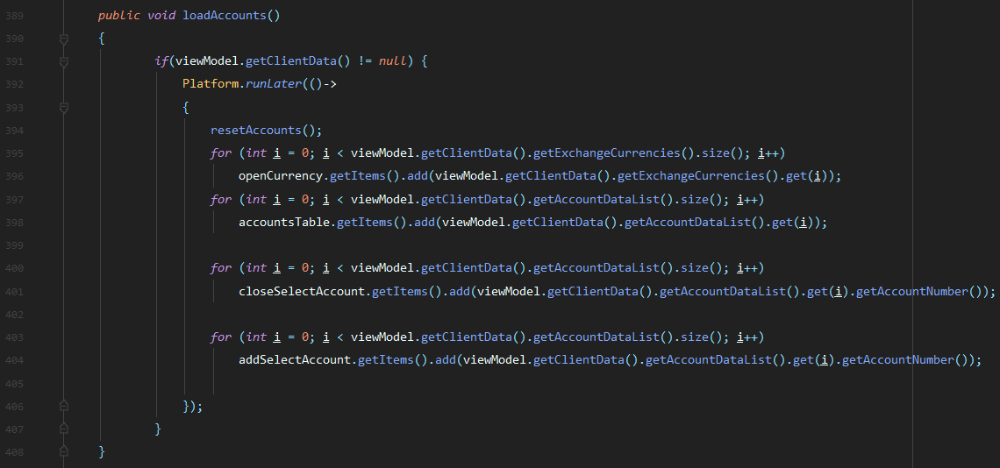 389 public void loadAccounts()
390 {
391 if(viewModel.getClientData() != null) {
392 Platform.runLater(()->
393 {
394 resetAccounts();
395 for (int i = 0; i < viewModel.getClientData().getExchangeCurrencies().size(); i++)
396 openCurrency.getItems().add(viewModel.getClientData().getExchangeCurrencies().get(i));
397 for (int i = 0; i < viewModel.getClientData().getAccountDataList().size(); i++)
398 accountsTable.getItems().add(viewModel.getClientData().getAccountDataList().get(i));
399
400 for (int i = 0; i < viewModel.getClientData().getAccountDataList().size(); i++)
401 closeSelectAccount.getItems().add(viewModel.getClientData().getAccountDataList().get(i).getAccountNumber());
402
403 for (int i = 0; i < viewModel.getClientData().getAccountDataList().size(); i++)
404 addSelectAccount.getItems().add(viewModel.getClientData().getAccountDataList().get(i).getAccountNumber());
405
406 });
407 }
408 }